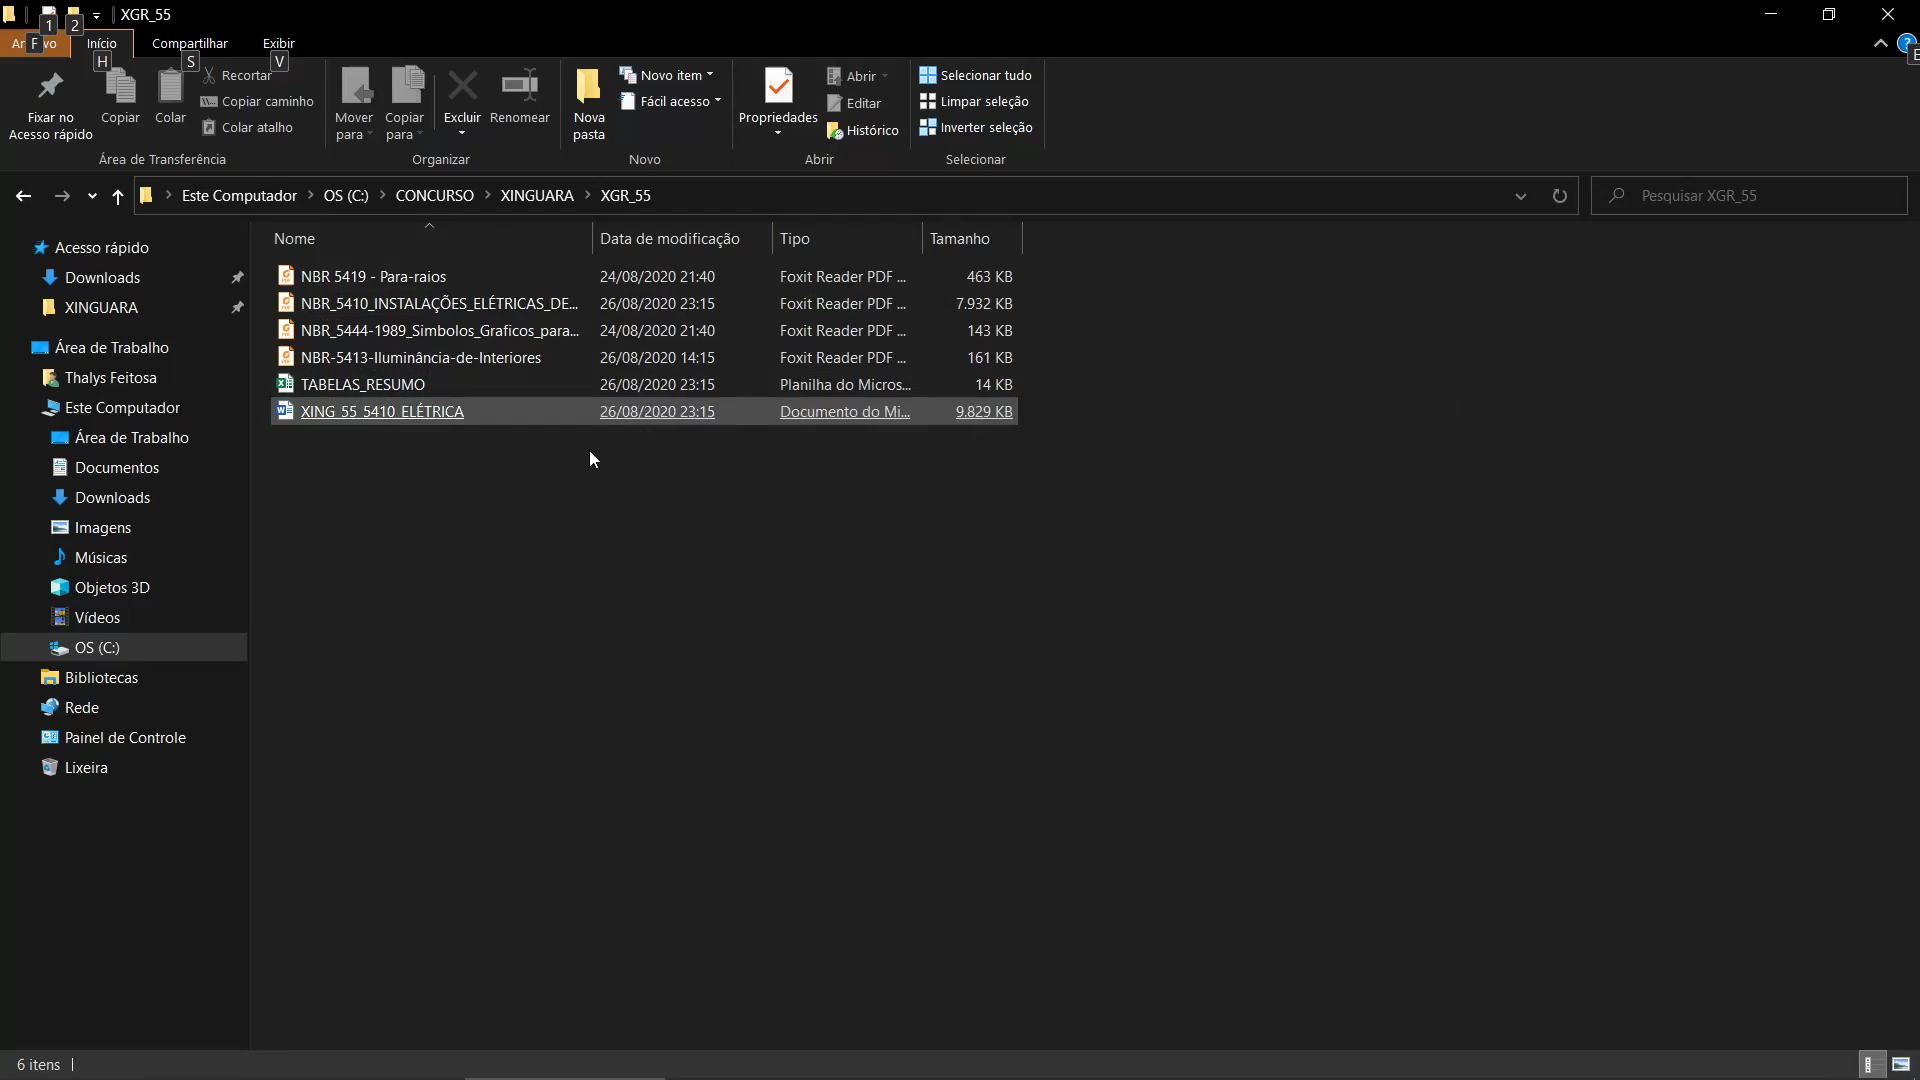 XGR_55
1
2
Início
Compartilhar
Exibir
F
H
S
V
Fixar no
Acesso rápido
Copiar
Colar
Recortar
Copiar caminho
Colar atalho
Área de Transferência
Mover
para
Copiar
para
Excluir
Renomear
Organizar
Nova
pasta
Novo item
Fácil acesso
Novo
Propriedades
Abrir
Editar
Histórico
Abrir
Selecionar tudo
Limpar seleção
Inverter seleção
Selecionar
Este Computador
OS (C:)
CONCURSO
XINGUARA
XGR_55
Pesquisar XGR_55
Nome
Data de modificação
Tipo
Tamanho
NBR 5419 - Para-raios 24/08/2020 21:40 Foxit Reader PDF ... 463 KB
NBR_5410_INSTALAÇÕES_ELÉTRICAS_DE... 26/08/2020 23:15 Foxit Reader PDF ... 7.932 KB
NBR_5444-1989_Simbolos_Graficos_para... 24/08/2020 21:40 Foxit Reader PDF ... 143 KB
NBR-5413-Iluminância-de-Interiores 26/08/2020 14:15 Foxit Reader PDF ... 161 KB
TABELAS_RESUMO 26/08/2020 23:15 Planilha do Micros... 14 KB
XING_55_5410_ELÉTRICA 26/08/2020 23:15 Documento do Mi... 9.829 KB
Acesso rápido
Downloads
XINGUARA
Área de Trabalho
Thalys Feitosa
Este Computador
Área de Trabalho
Documentos
Downloads
Imagens
Músicas
Objetos 3D
Vídeos
OS (C:)
Bibliotecas
Rede
Painel de Controle
Lixeira
6 itens